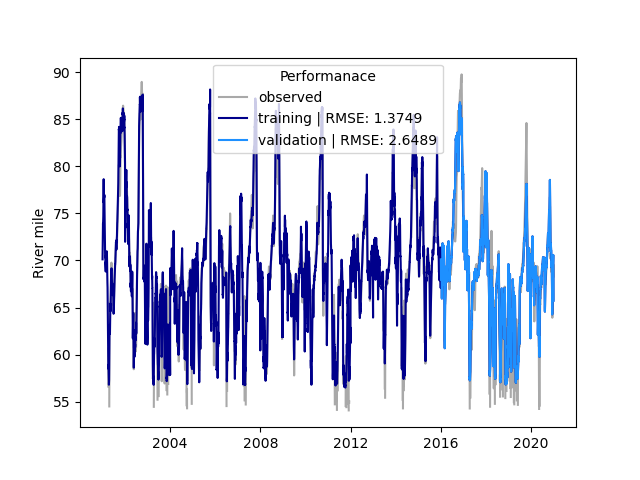 Performanace
observed
training | RMSE: 1.3749
validation | RMSE: 2.6489
River mile
90
85
80
75
70
65
60
55
2004 2008 2012 2016 2020